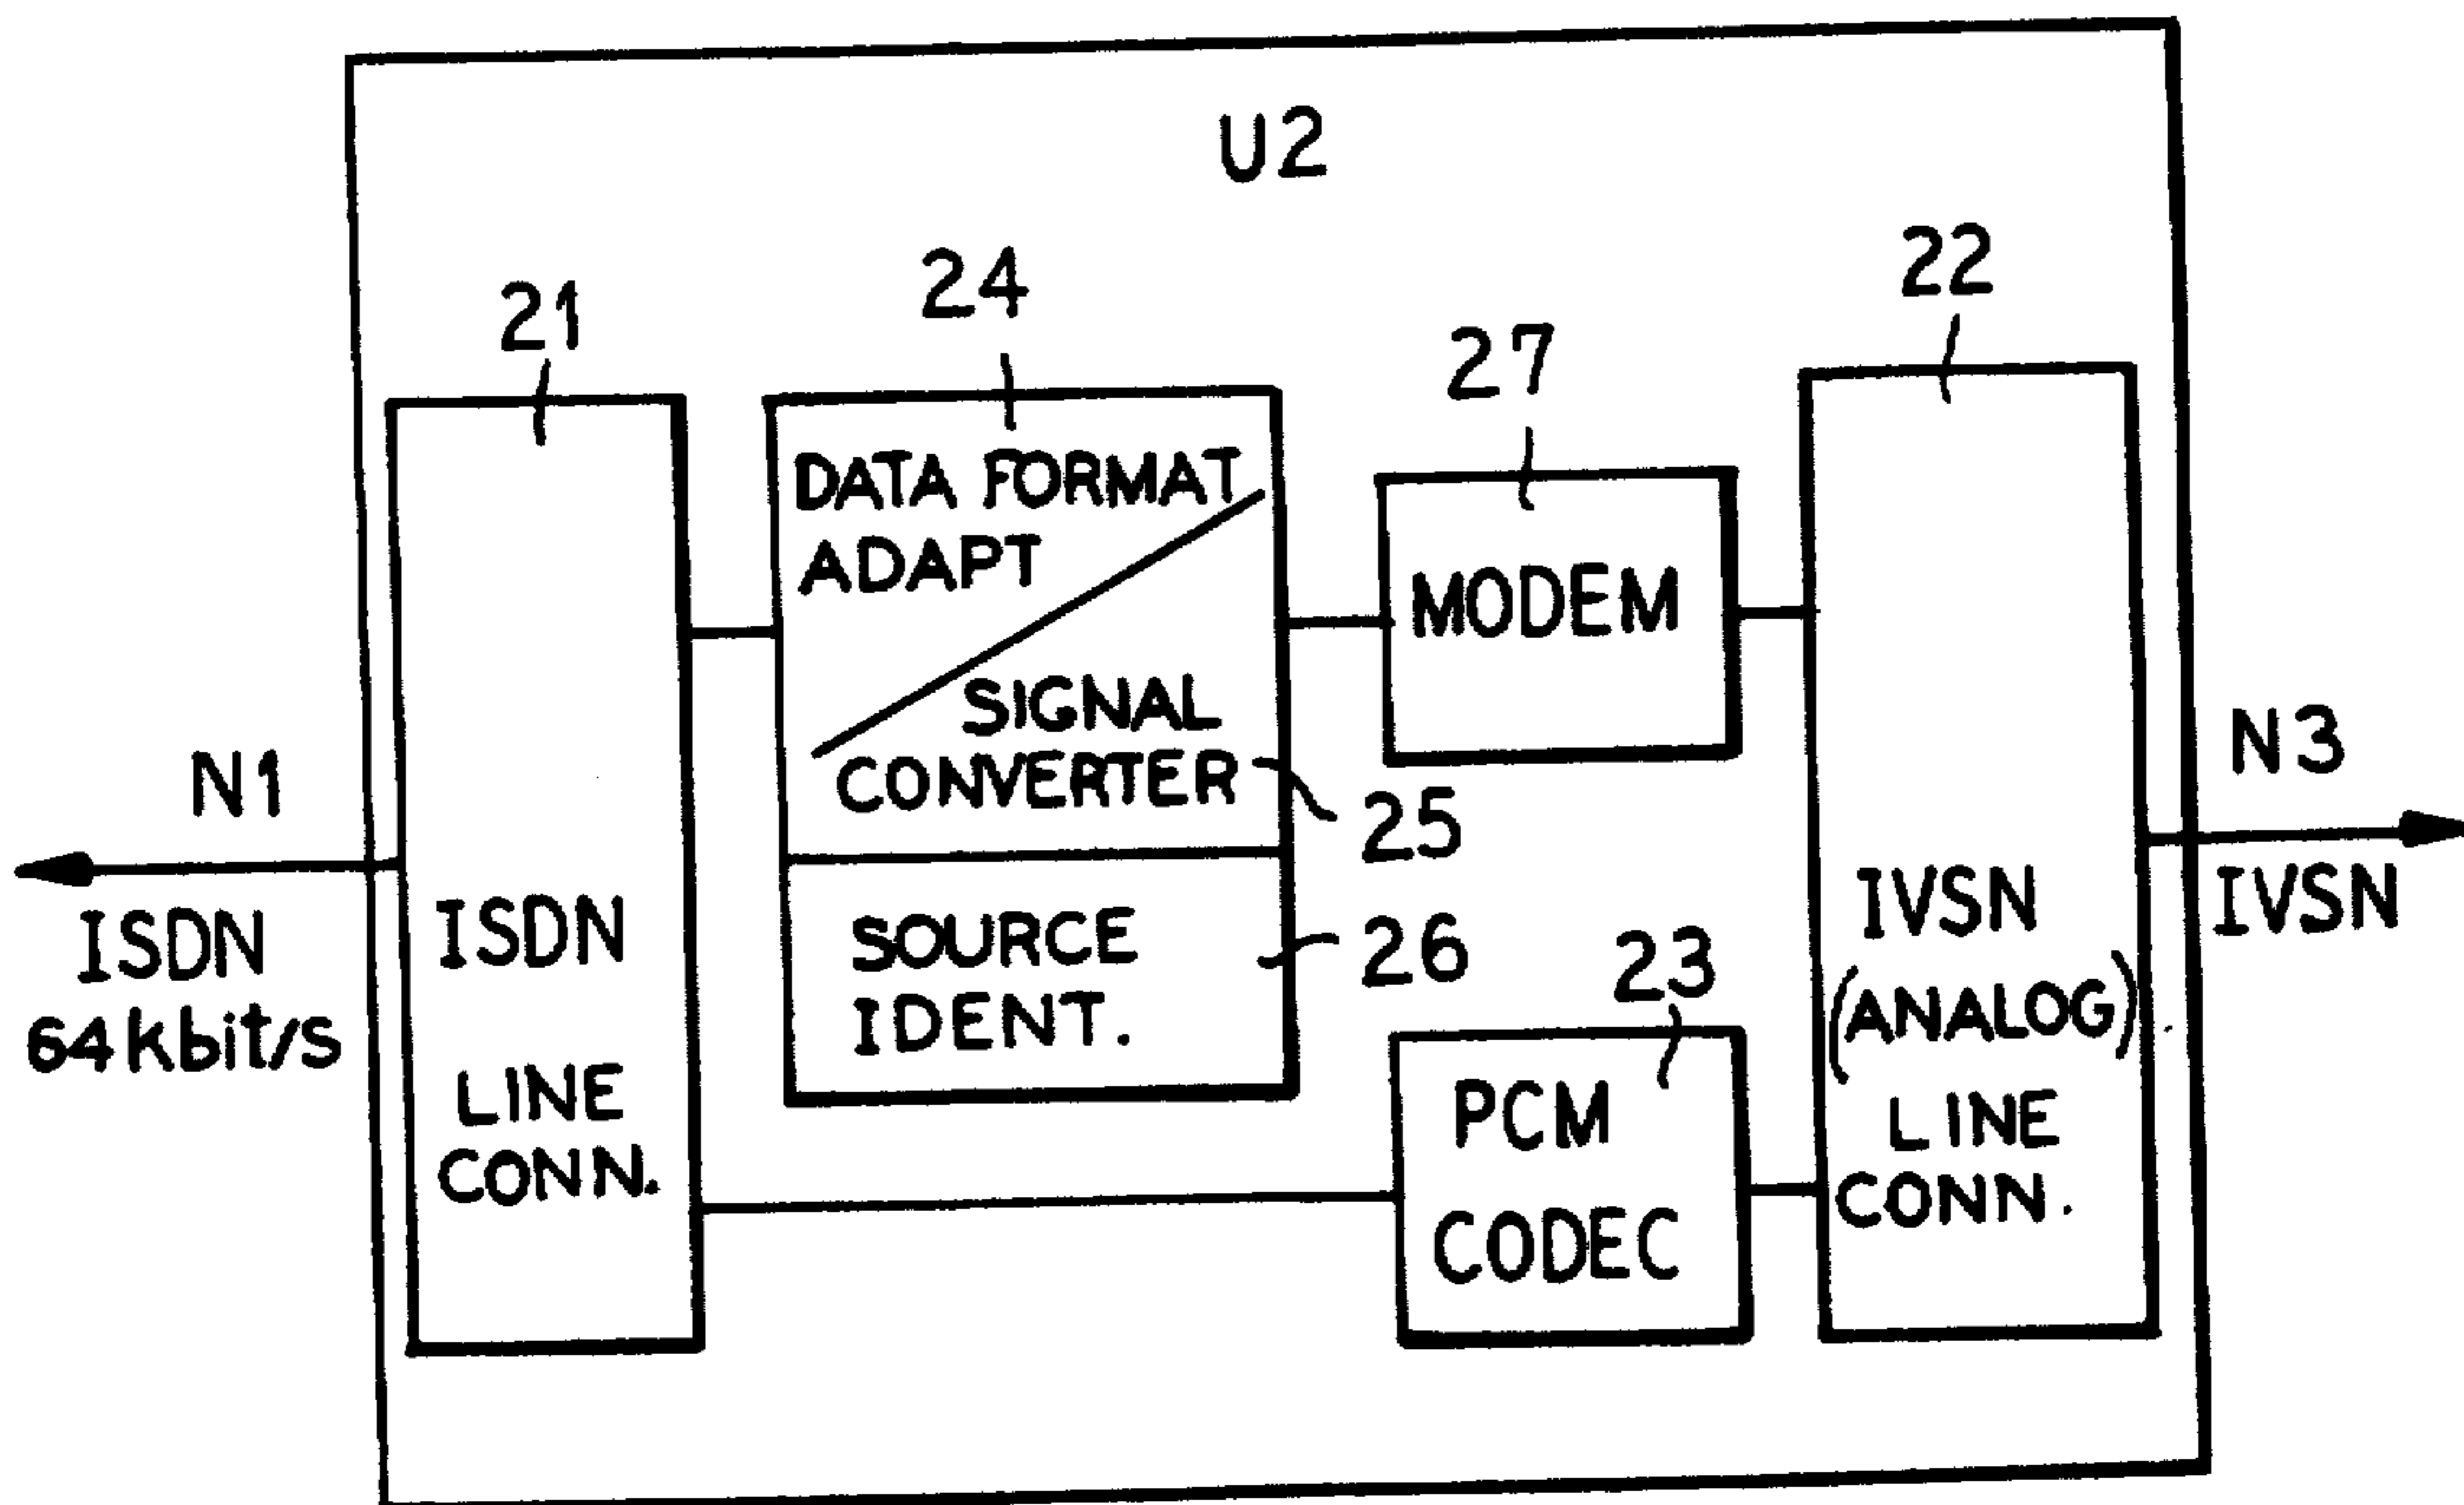 U2
21
24
27
22
DATA FORMAT
ADAPT
SIGNAL
CONVERTER
25
SOURCE
IDENT.
26
MODEM
23
PCM
CODEC
N1
ISDN
64kbit/s
ISDN
LINE
CONN.
IVSN
(ANALOG)
LINE
CONN.
N3
IVSN